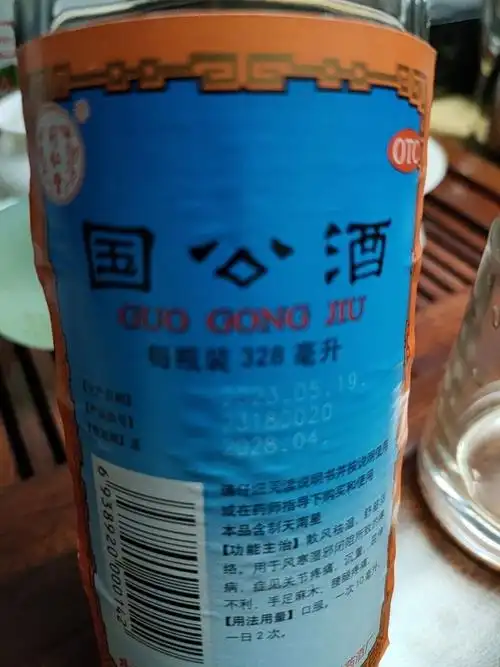 OTC
国公酒
GUO GONG JIU
每瓶装 328 毫升
2023.05.19.
23182020
2028.04.
请仔细阅读说明书并按说明使用
或在药师指导下购买和使用
本品含制天南星
【功能主治】散风祛湿,舒筋活
络。用于风寒湿邪闭阻所致的痹
病,症见关节疼痛、沉重、屈伸
不利、手足麻木、腰腿疼痛
【用法用量】口服。一次10毫升,
一日2次。
6 938920 000142